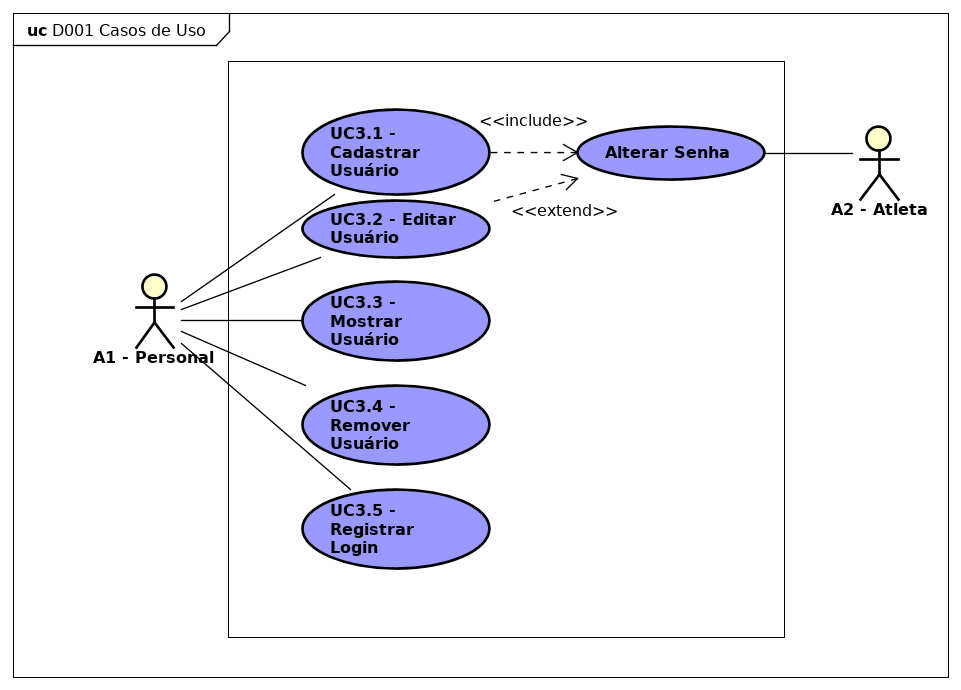 uc D001 Casos de Uso
<<include>>
UC3.1 -
Cadastrar
Usuário
Alterar Senha
UC3.2 - Editar
Usuário
<<extend>>
A2 - Atleta
UC3.3 -
Mostrar
Usuário
A1 - Personal
UC3.4 -
Remover
Usuário
UC3.5 -
Registrar
Login